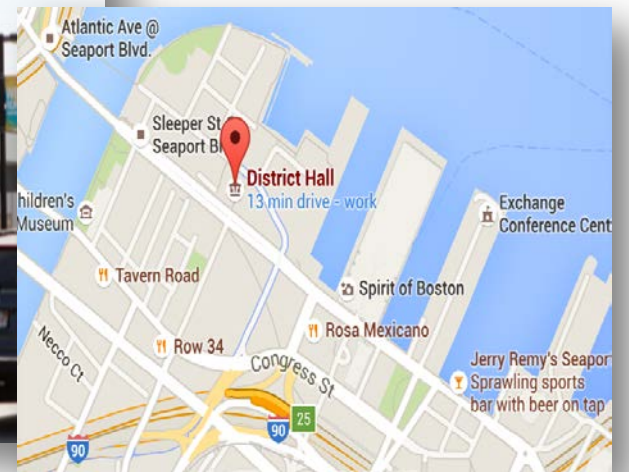 Atlantic Ave @
Seaport Blvd.
Sleeper St
Seaport Bl
District Hall
13 min drive - work
hildren's
Museum
Exchange
Conference Cent
Tavern Road
Spirit of Boston
Rosa Mexicano
Row 34
Necco Ct
Congress St
Jerry Remy's Seapor
Sprawling sports
bar with beer on tap
25
90
90